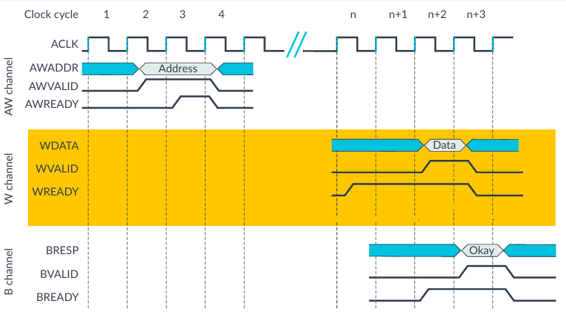 Clock cycle 1 2 3 4 n n+1 n+2 n+3
ACLK
AW channel
AWADDR Address
AWVALID
AWREADY
W channel
WDATA Data
WVALID
WREADY
B channel
BRESP Okay
BVALID
BREADY